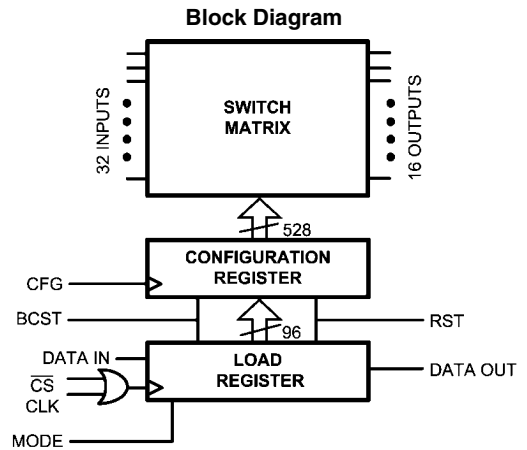 Block Diagram
32 INPUTS
SWITCH
MATRIX
16 OUTPUTS
528
CONFIGURATION
REGISTER
CFG
BCST
96
RST
DATA IN
LOAD
REGISTER
DATA OUT
CS
CLK
MODE